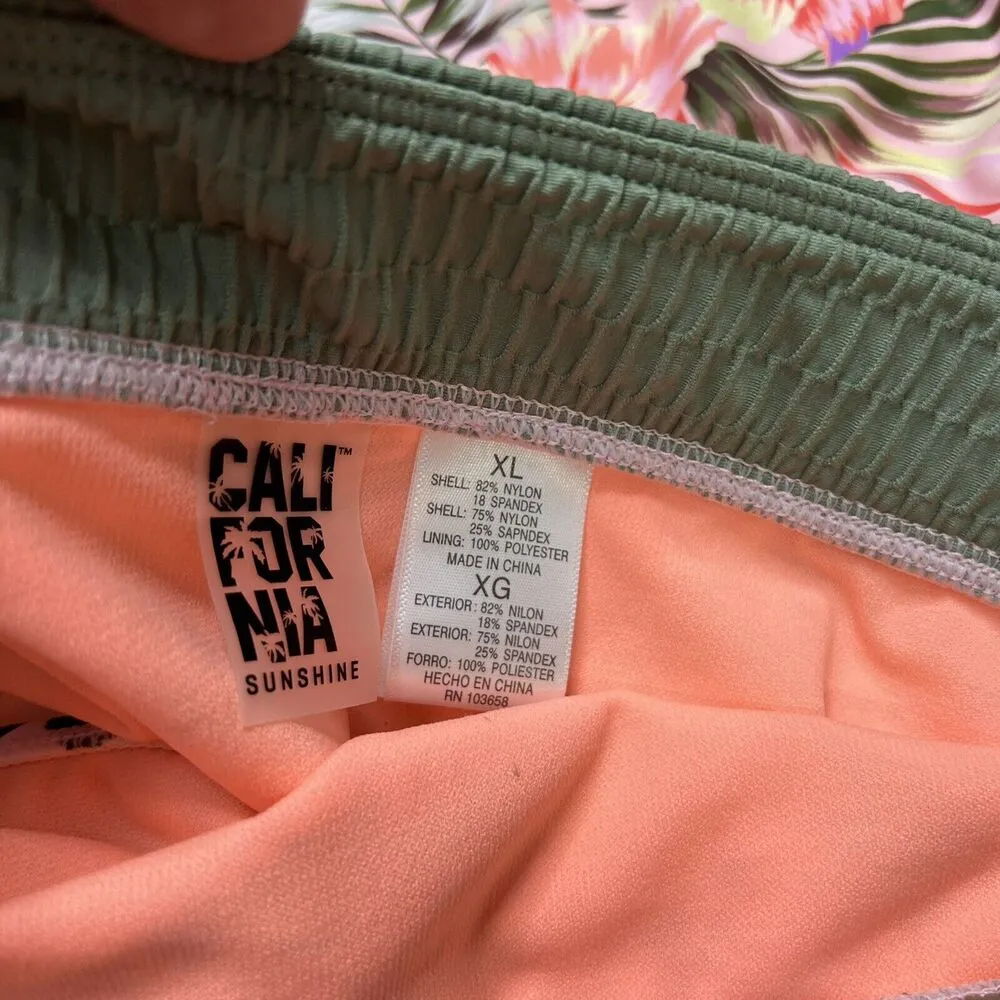 CALI™
FOR
NIA
SUNSHINE
XL
SHELL: 82% NYLON
18 SPANDEX
SHELL: 75% NYLON
25% SAPNDEX
LINING: 100% POLYESTER
MADE IN CHINA
XG
EXTERIOR: 82% NILON
18% SPANDEX
EXTERIOR: 75% NILON
25% SPANDEX
FORRO: 100% POLIESTER
HECHO EN CHINA
RN 103658